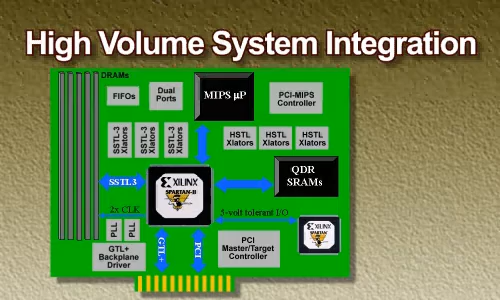 High Volume System Integration
DRAMs
FIFOs
Dual
Ports
MIPS µP
PCI-MIPS
Controller
SSTL-3
Xlators
SSTL-3
Xlators
SSTL-3
Xlators
HSTL
Xlators
HSTL
Xlators
HSTL
Xlators
SSTL3
XILINX
SPARTAN-II
QDR
SRAMs
2x CLK
5-volt tolerant I/O
PLL
PLL
XILINX
SPARTAN
GTL+
Backplane
Driver
GTL+
PCI
PCI
Master/Target
Controller